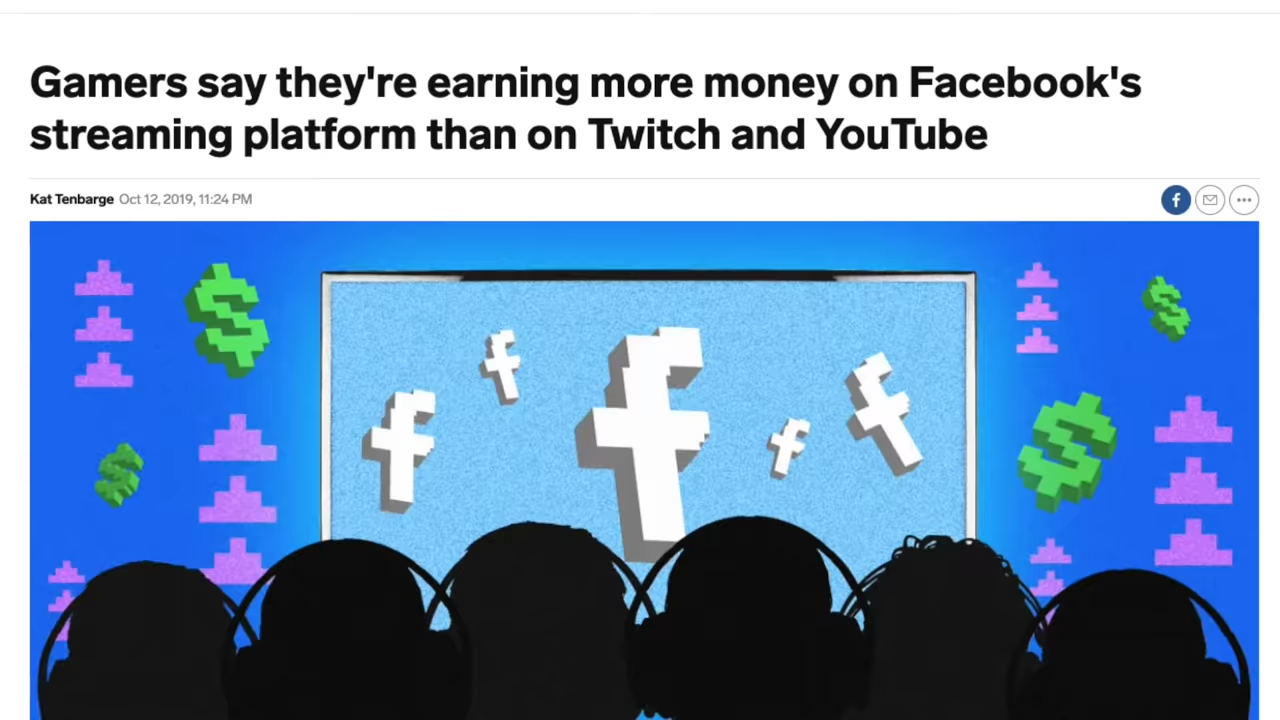 Gamers say they're earning more money on Facebook's
streaming platform than on Twitch and YouTube
Kat Tenbarge Oct 12, 2019, 11:24 PM